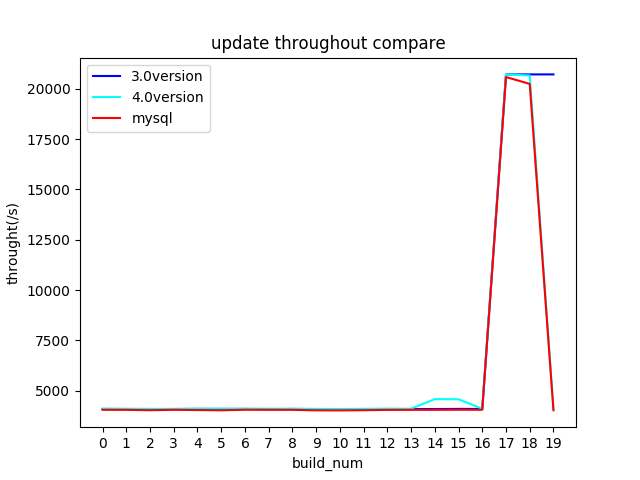 update throughout compare
3.0version
4.0version
mysql
throught(/s)
20000
17500
15000
12500
10000
7500
5000
0 1 2 3 4 5 6 7 8 9 10 11 12 13 14 15 16 17 18 19
build_num